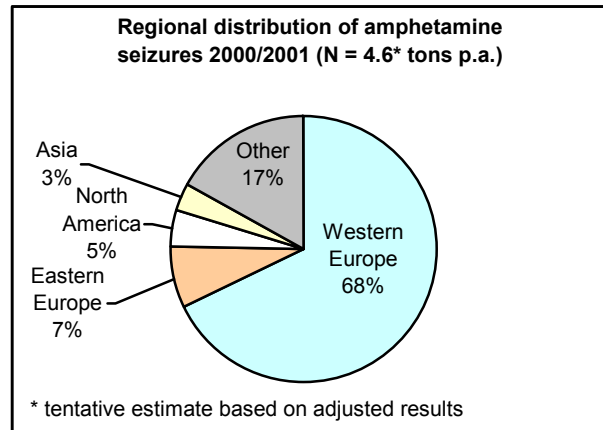 Regional distribution of amphetamine
seizures 2000/2001 (N = 4.6* tons p.a.)
Asia
3%
North
America
5%
Eastern
Europe
7%
Other
17%
Western
Europe
68%
* tentative estimate based on adjusted results